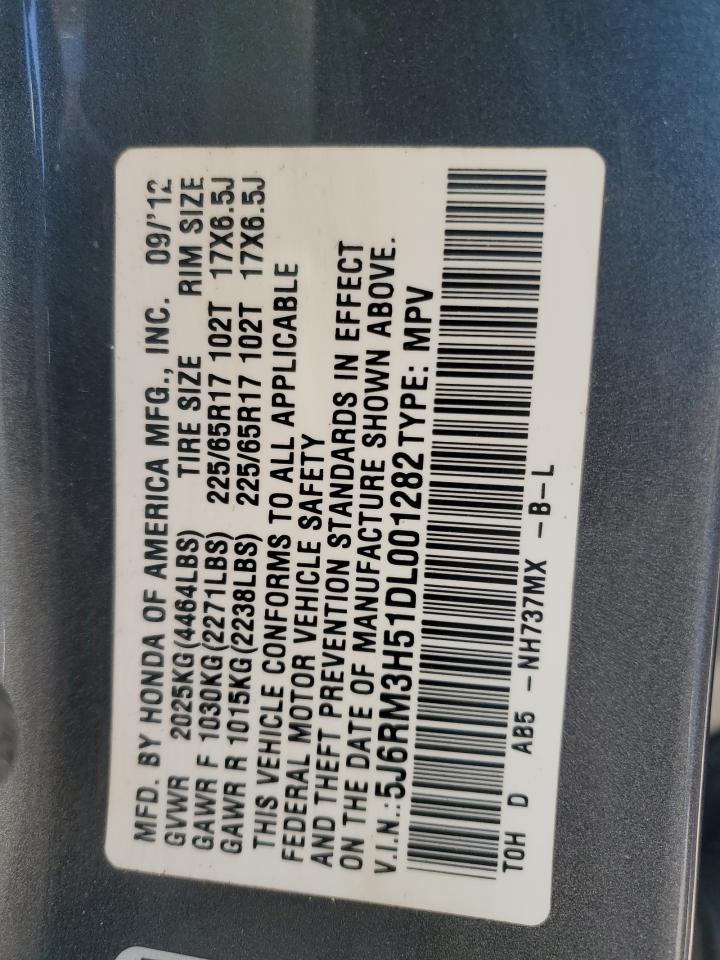 MFD. BY HONDA OF AMERICA MFG., INC. 09/'12
GVWR 2025KG(4464LBS) TIRE SIZE RIM SIZE
GAWR F 1030KG(2271LBS) 225/65R17 102T 17X6.5J
GAWR R 1015KG(2238LBS) 225/65R17 102T 17X6.5J
THIS VEHICLE CONFORMS TO ALL APPLICABLE
FEDERAL MOTOR VEHICLE SAFETY
AND THEFT PREVENTION STANDARDS IN EFFECT
ON THE DATE OF MANUFACTURE SHOWN ABOVE.
V.I.N.:5J6RM3H51DL001282 TYPE: MPV
TOH D AB5 -NH737MX -B-L